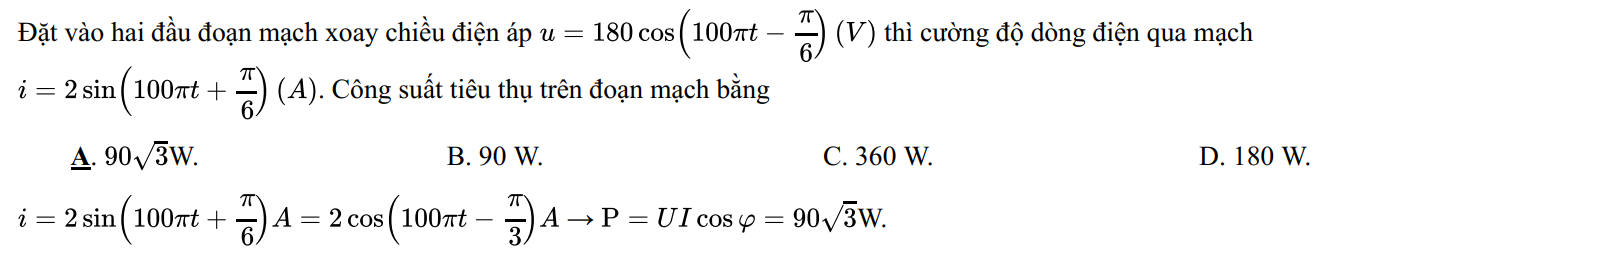 Đặt vào hai đầu đoạn mạch xoay chiều điện áp u = 180 cos(100πt − π/6) (V) thì cường độ dòng điện qua mạch
i = 2 sin(100πt + π/6) (A). Công suất tiêu thụ trên đoạn mạch bằng
A. 90√3W. B. 90 W. C. 360 W. D. 180 W.
i = 2 sin(100πt + π/6) A = 2 cos(100πt − π/3) A → P = UI cos φ = 90√3W.